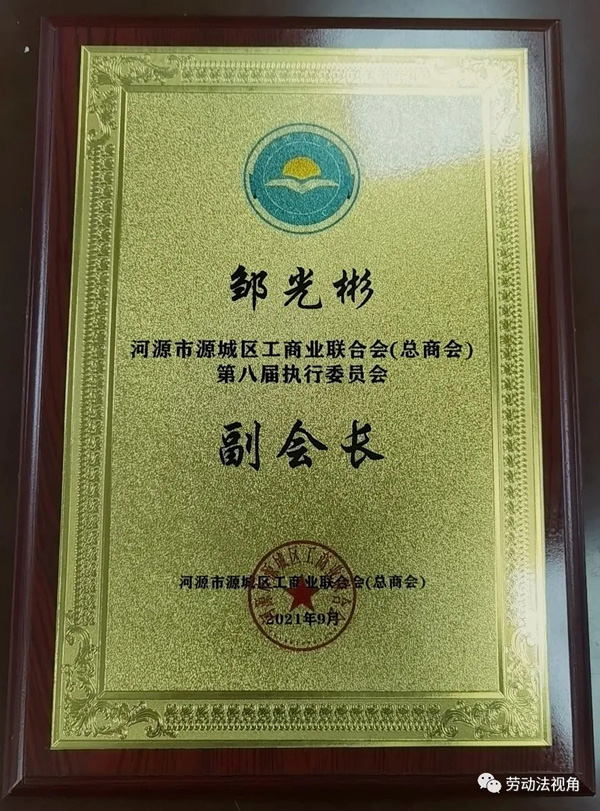 邹光彬
河源市源城区工商业联合会(总商会)
第八届执行委员会
副会长
河源市源城区工商业联合会(总商会)
2021年9月
劳动法视角